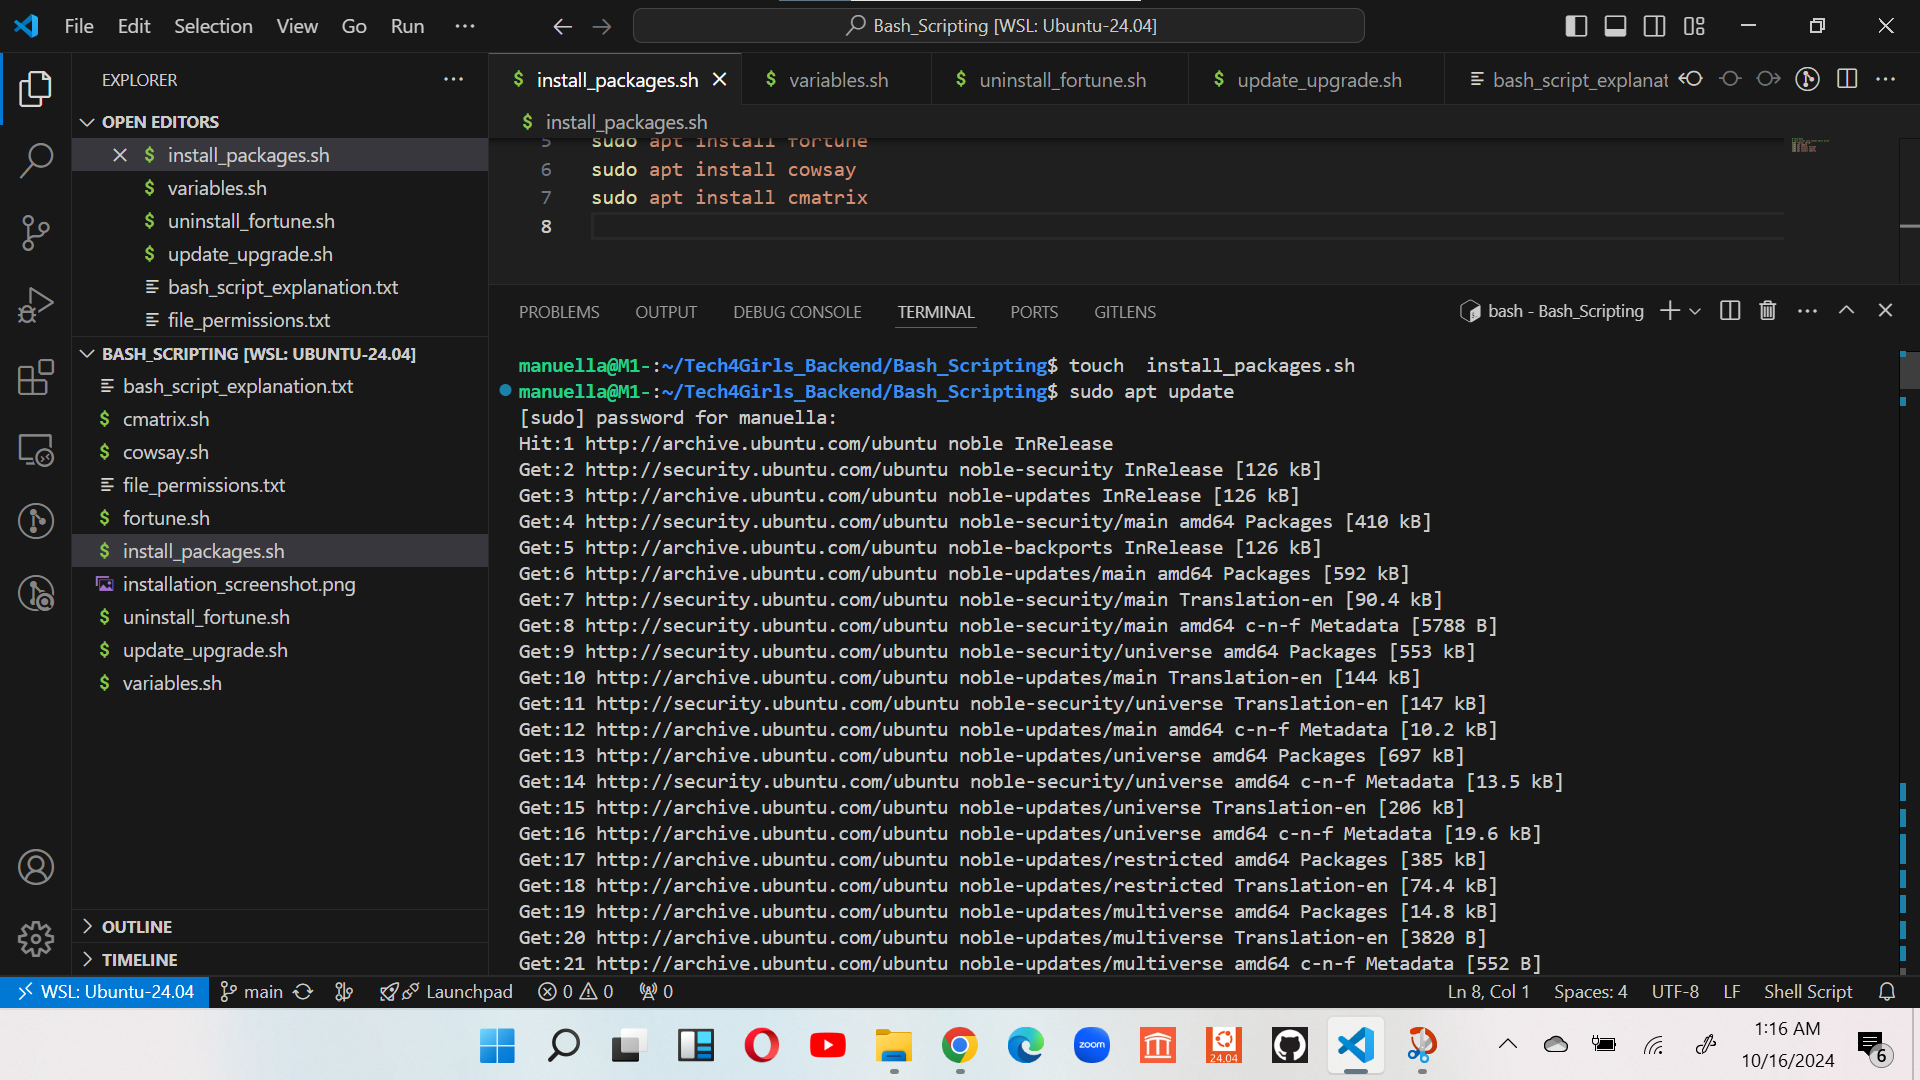 File Edit Selection View Go Run ···
Bash_Scripting [WSL: Ubuntu-24.04]
EXPLORER ···
OPEN EDITORS
$ install_packages.sh
$ variables.sh
$ uninstall_fortune.sh
$ update_upgrade.sh
bash_script_explanation.txt
file_permissions.txt
BASH_SCRIPTING [WSL: UBUNTU-24.04]
bash_script_explanation.txt
$ cmatrix.sh
$ cowsay.sh
file_permissions.txt
$ fortune.sh
$ install_packages.sh
installation_screenshot.png
$ uninstall_fortune.sh
$ update_upgrade.sh
$ variables.sh
OUTLINE
TIMELINE
$ install_packages.sh $ variables.sh $ uninstall_fortune.sh $ update_upgrade.sh bash_script_explanat
$ install_packages.sh
5 sudo apt install fortune
6 sudo apt install cowsay
7 sudo apt install cmatrix
8
PROBLEMS OUTPUT DEBUG CONSOLE TERMINAL PORTS GITLENS bash - Bash_Scripting
manuella@M1-:~/Tech4Girls_Backend/Bash_Scripting$ touch  install_packages.sh
manuella@M1-:~/Tech4Girls_Backend/Bash_Scripting$ sudo apt update
[sudo] password for manuella:
Hit:1 http://archive.ubuntu.com/ubuntu noble InRelease
Get:2 http://security.ubuntu.com/ubuntu noble-security InRelease [126 kB]
Get:3 http://archive.ubuntu.com/ubuntu noble-updates InRelease [126 kB]
Get:4 http://security.ubuntu.com/ubuntu noble-security/main amd64 Packages [410 kB]
Get:5 http://archive.ubuntu.com/ubuntu noble-backports InRelease [126 kB]
Get:6 http://archive.ubuntu.com/ubuntu noble-updates/main amd64 Packages [592 kB]
Get:7 http://security.ubuntu.com/ubuntu noble-security/main Translation-en [90.4 kB]
Get:8 http://security.ubuntu.com/ubuntu noble-security/main amd64 c-n-f Metadata [5788 B]
Get:9 http://security.ubuntu.com/ubuntu noble-security/universe amd64 Packages [553 kB]
Get:10 http://archive.ubuntu.com/ubuntu noble-updates/main Translation-en [144 kB]
Get:11 http://security.ubuntu.com/ubuntu noble-security/universe Translation-en [147 kB]
Get:12 http://archive.ubuntu.com/ubuntu noble-updates/main amd64 c-n-f Metadata [10.2 kB]
Get:13 http://archive.ubuntu.com/ubuntu noble-updates/universe amd64 Packages [697 kB]
Get:14 http://security.ubuntu.com/ubuntu noble-security/universe amd64 c-n-f Metadata [13.5 kB]
Get:15 http://archive.ubuntu.com/ubuntu noble-updates/universe Translation-en [206 kB]
Get:16 http://archive.ubuntu.com/ubuntu noble-updates/universe amd64 c-n-f Metadata [19.6 kB]
Get:17 http://archive.ubuntu.com/ubuntu noble-updates/restricted amd64 Packages [385 kB]
Get:18 http://archive.ubuntu.com/ubuntu noble-updates/restricted Translation-en [74.4 kB]
Get:19 http://archive.ubuntu.com/ubuntu noble-updates/multiverse amd64 Packages [14.8 kB]
Get:20 http://archive.ubuntu.com/ubuntu noble-updates/multiverse Translation-en [3820 B]
Get:21 http://archive.ubuntu.com/ubuntu noble-updates/multiverse amd64 c-n-f Metadata [552 B]
WSL: Ubuntu-24.04 main Launchpad 0 0 0 Ln 8, Col 1 Spaces: 4 UTF-8 LF Shell Script
zoom
24.04
1:16 AM
10/16/2024
6